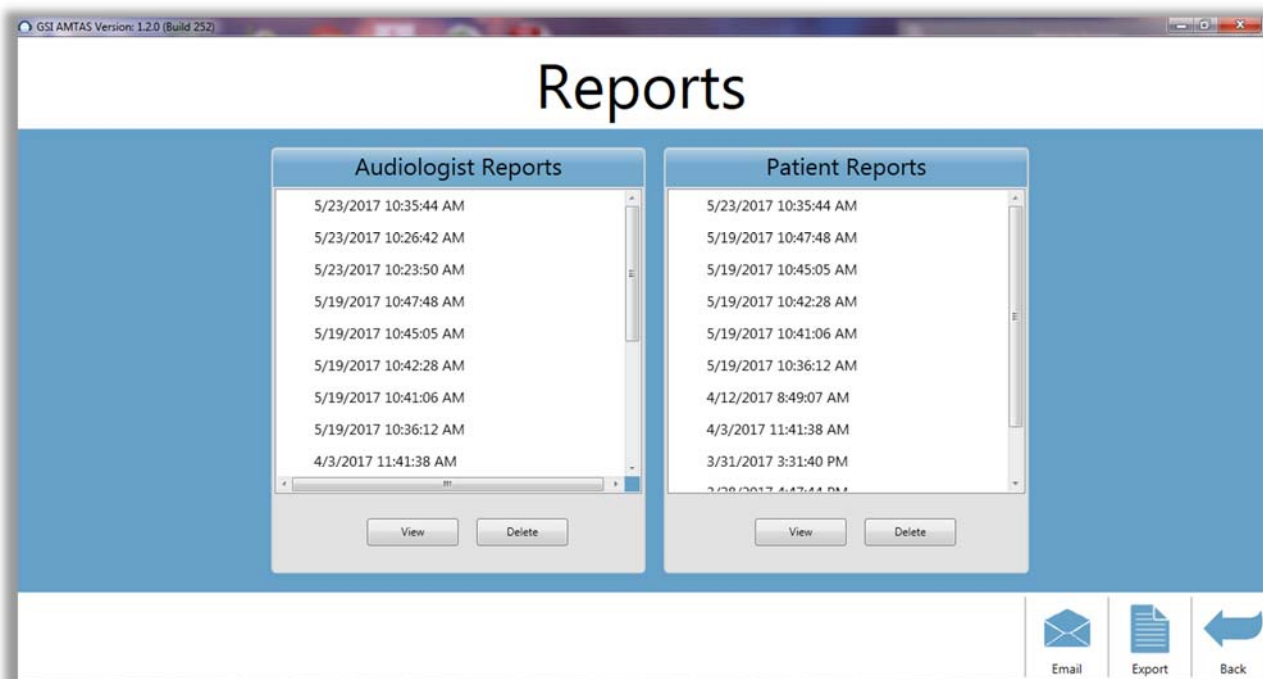 GSI AMTAS Version: 1.2.0 (Build 252)
Reports
Audiologist Reports
5/23/2017 10:35:44 AM
5/23/2017 10:26:42 AM
5/23/2017 10:23:50 AM
5/19/2017 10:47:48 AM
5/19/2017 10:45:05 AM
5/19/2017 10:42:28 AM
5/19/2017 10:41:06 AM
5/19/2017 10:36:12 AM
4/3/2017 11:41:38 AM
View Delete
Patient Reports
5/23/2017 10:35:44 AM
5/19/2017 10:47:48 AM
5/19/2017 10:45:05 AM
5/19/2017 10:42:28 AM
5/19/2017 10:41:06 AM
5/19/2017 10:36:12 AM
4/12/2017 8:49:07 AM
4/3/2017 11:41:38 AM
3/31/2017 3:31:40 PM
View Delete
Email Export Back